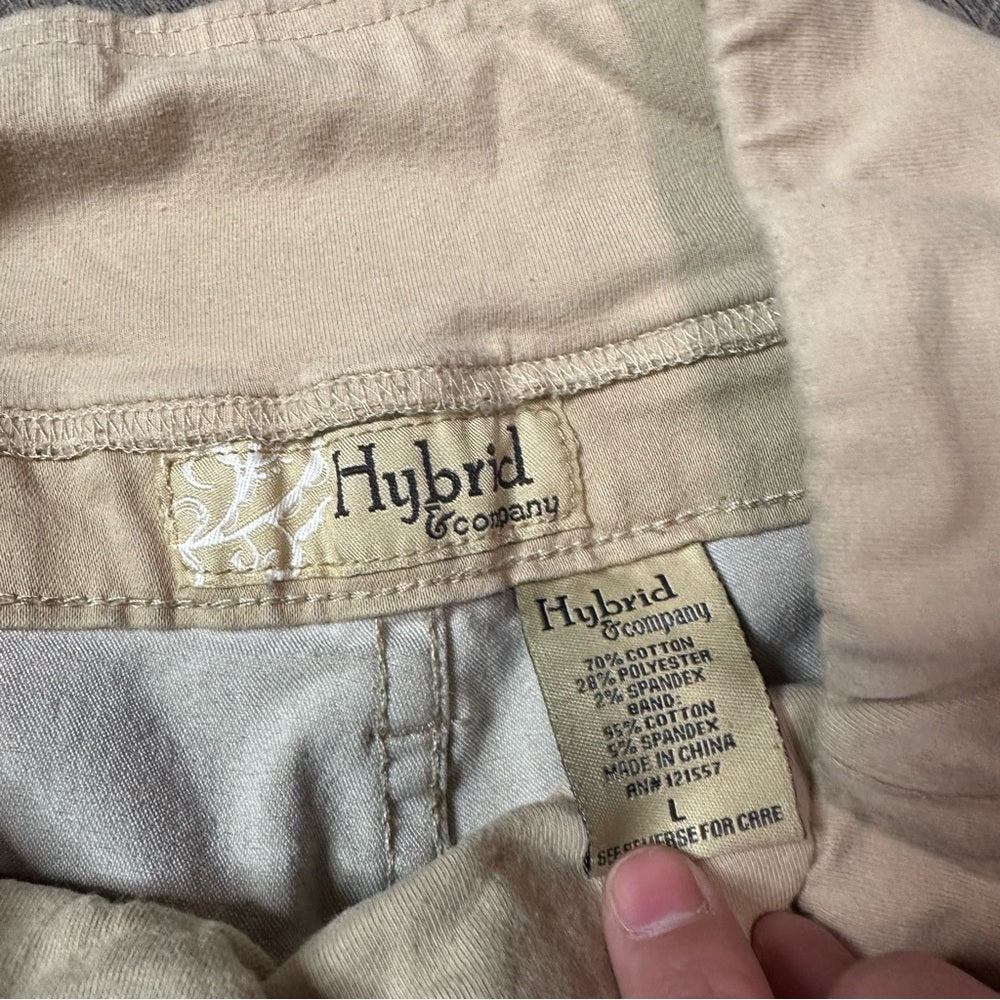 Hybrid
& company
Hybrid
& company
70% COTTON
28% POLYESTER
2% SPANDEX
BAND:
95% COTTON
5% SPANDEX
MADE IN CHINA
RN# 121557
L
SEE REVERSE FOR CARE